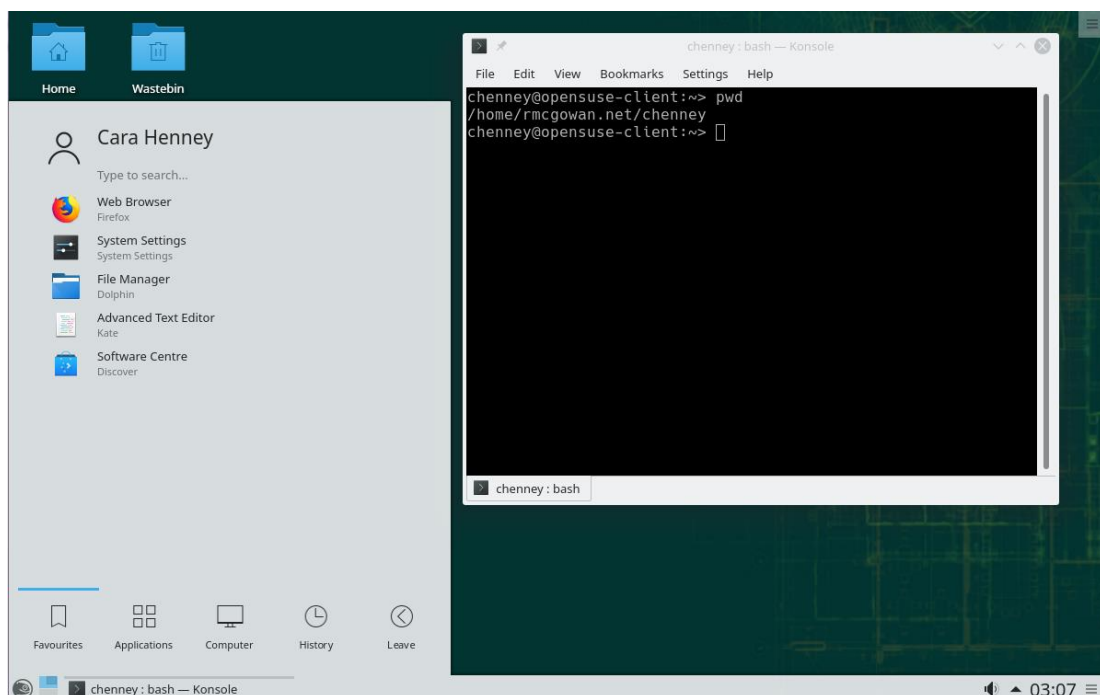 Home
Wastebin
Cara Henney
Type to search...
Web Browser
Firefox
System Settings
System Settings
File Manager
Dolphin
Advanced Text Editor
Kate
Software Centre
Discover
Favourites
Applications
Computer
History
Leave
chenney : bash — Konsole
File Edit View Bookmarks Settings Help
chenney@opensuse-client:~> pwd
/home/rmcgowan.net/chenney
chenney@opensuse-client:~>
chenney : bash
chenney : bash — Konsole
03:07